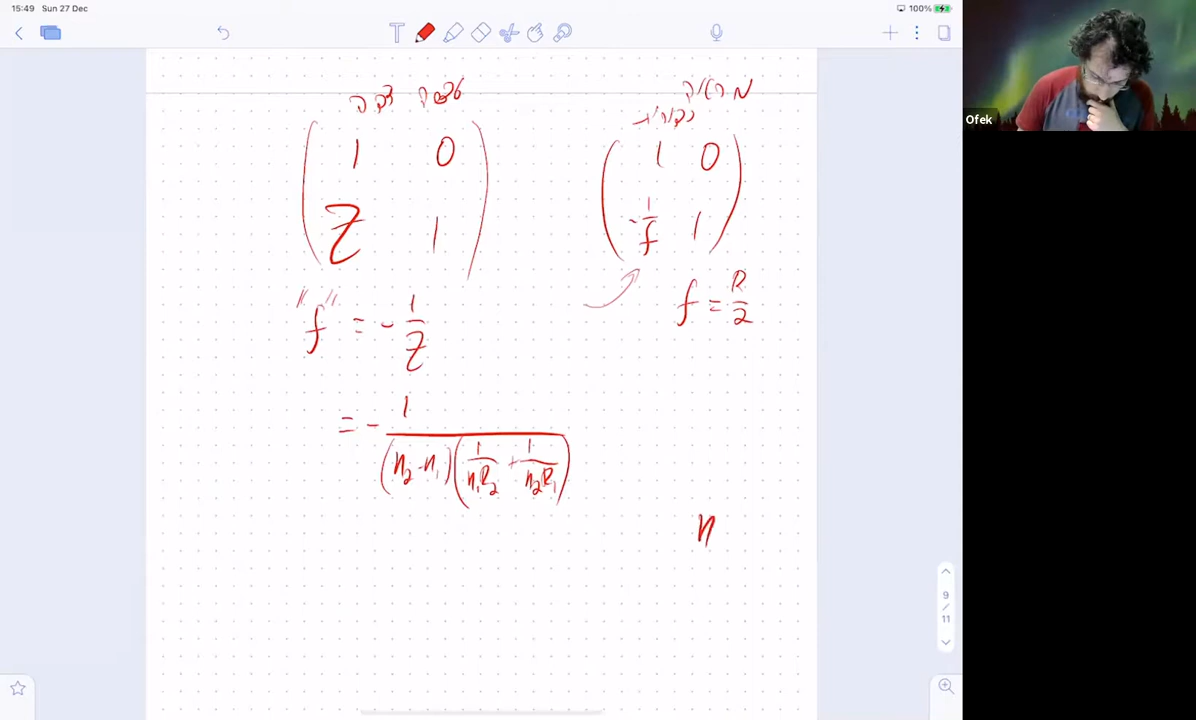 15:49 Sun 27 Dec
100%
עדשה דקה
מראה
כדורית
( 1 0
Z 1 )
( 1 0
-1/f 1 )
"f" = - 1/Z
f = R/2
= - 1/((n₂-n₁)(1/(n₁R₂) + 1/(n₂R₁)))
n
9
/
11
Ofek